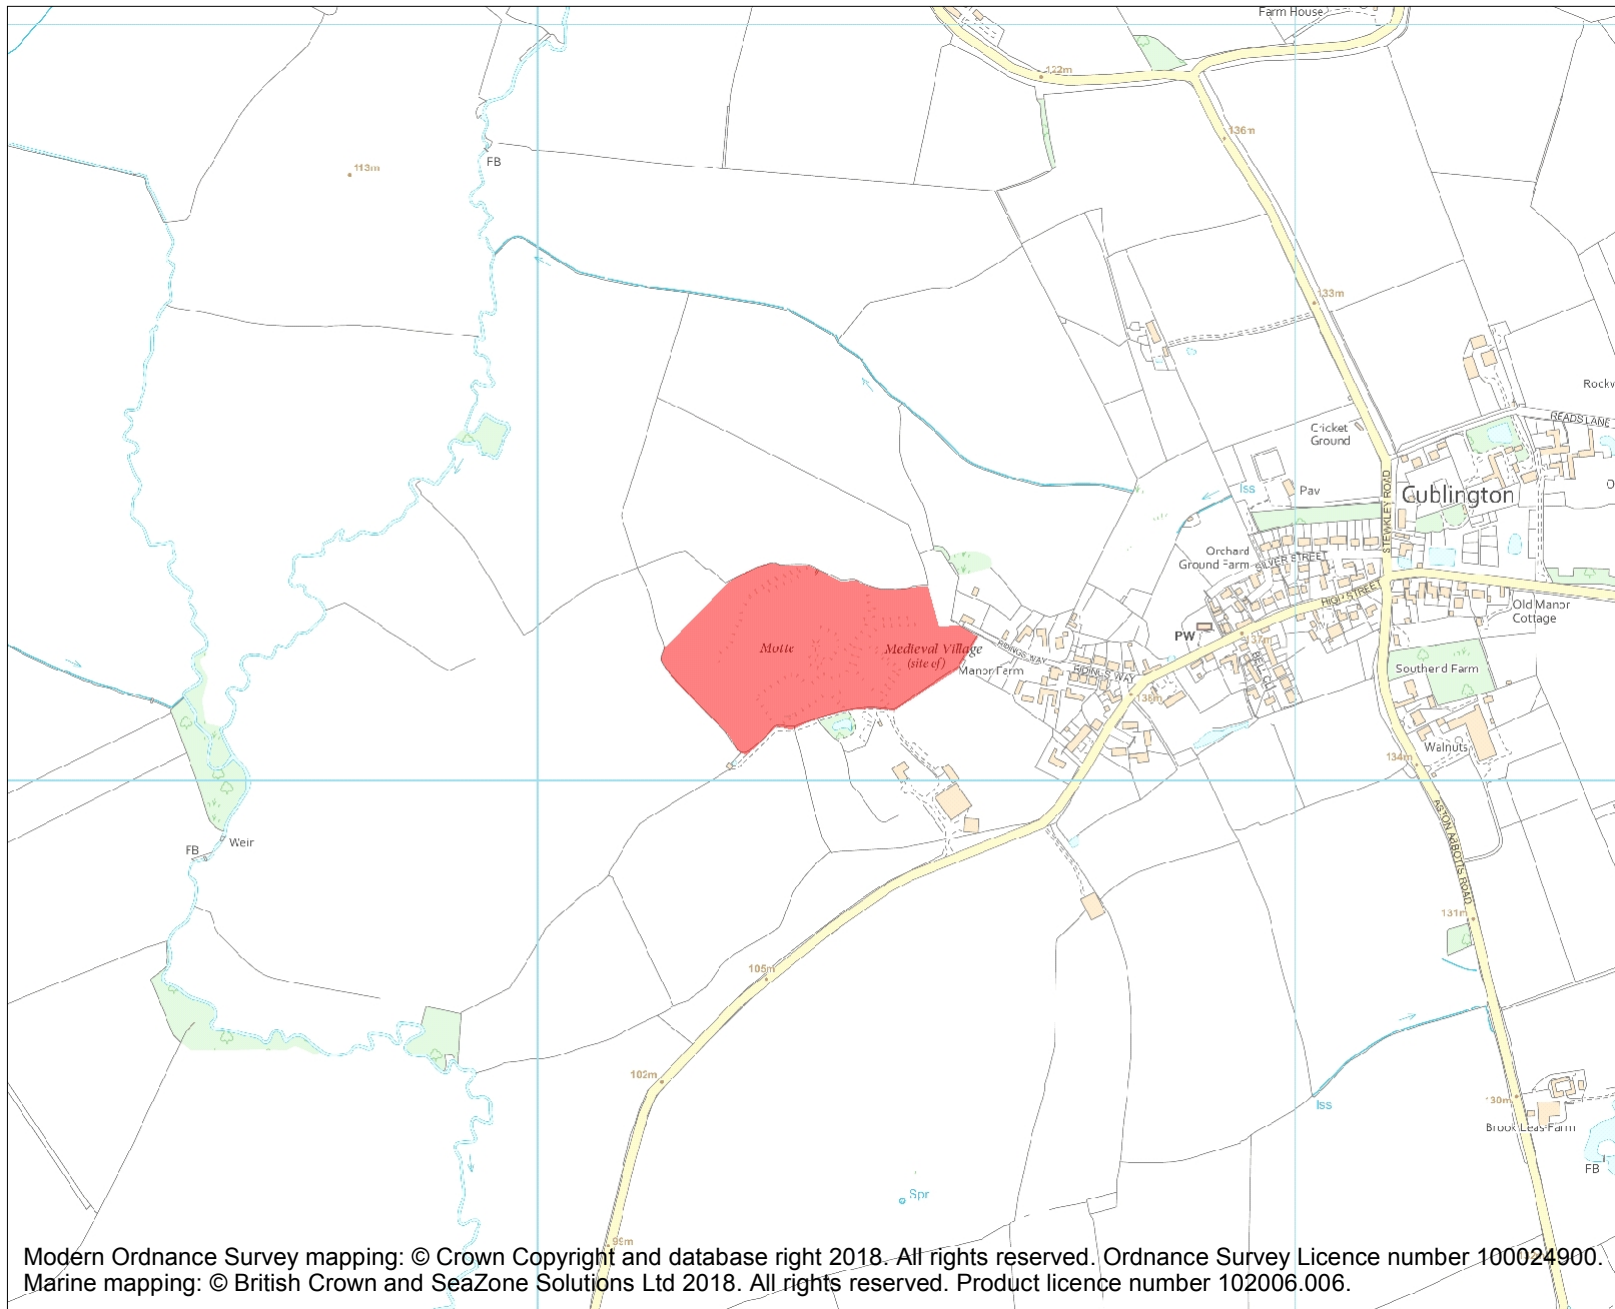 Farm House
122m
136m
FB
113m
133m
Rockw
READS LANE
Cricket
Ground
STEWKLEY ROAD
Cublington
Iss
Pav
Orchard
Ground Farm
SILVER STREET
HIGH STREET
Old Manor
Cottage
PW
137m
Motte
Medieval Village
(site of)
Manor Farm
RIDINGS WAY
RIDINGS WAY
Southend Farm
Walnuts
134m
ASTON ABBOTTS ROAD
FB
Weir
131m
105m
102m
Iss
130m
Brook Leas Farm
FB
Spr
99m
Modern Ordnance Survey mapping: © Crown Copyright and database right 2018. All rights reserved. Ordnance Survey Licence number 100024900.
Marine mapping: © British Crown and SeaZone Solutions Ltd 2018. All rights reserved. Product licence number 102006.006.